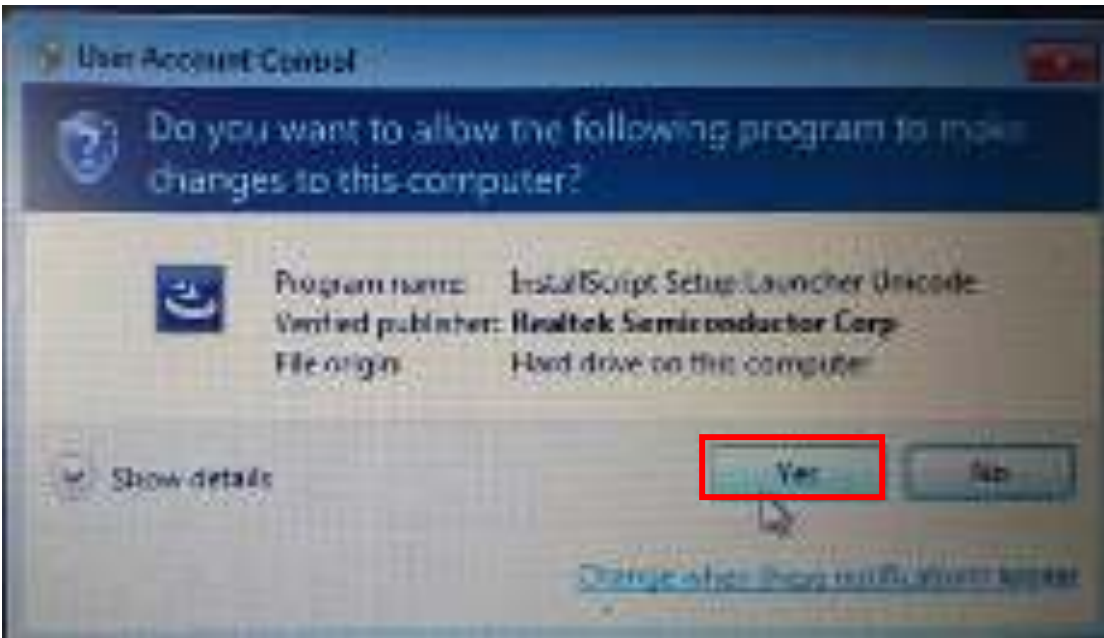 User Account Control
Do you want to allow the following program to make
changes to this computer?
Program name: InstallScript Setup Launcher Unicode
Verified publisher: Realtek Semiconductor Corp
File origin: Hard drive on this computer
Show details
Yes
No
Change when these notifications appear